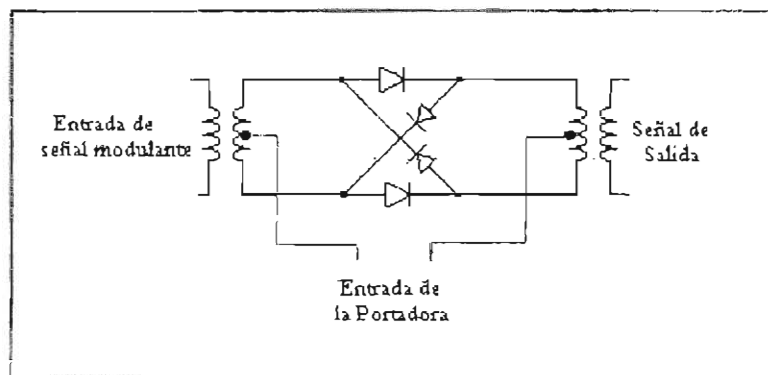 Entrada de
señal modulante
Señal de
Salida
Entrada de
la Portadora